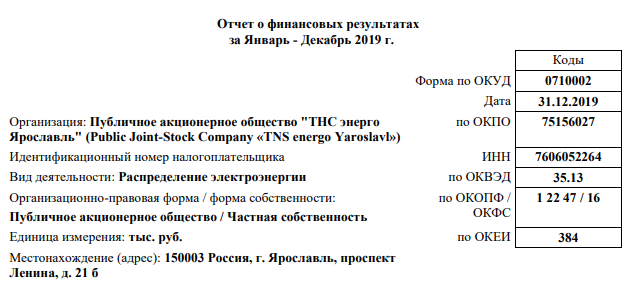 Отчет о финансовых результатах
за Январь - Декабрь 2019 г.
Коды
Форма по ОКУД 0710002
Дата 31.12.2019
Организация: Публичное акционерное общество "ТНС энерго по ОКПО 75156027
Ярославль" (Public Joint-Stock Company «TNS energo Yaroslavl»)
Идентификационный номер налогоплательщика ИНН 7606052264
Вид деятельности: Распределение электроэнергии по ОКВЭД 35.13
Организационно-правовая форма / форма собственности: по ОКОПФ / 1 22 47 / 16
Публичное акционерное общество / Частная собственность ОКФС
Единица измерения: тыс. руб. по ОКЕИ 384
Местонахождение (адрес): 150003 Россия, г. Ярославль, проспект
Ленина, д. 21 б